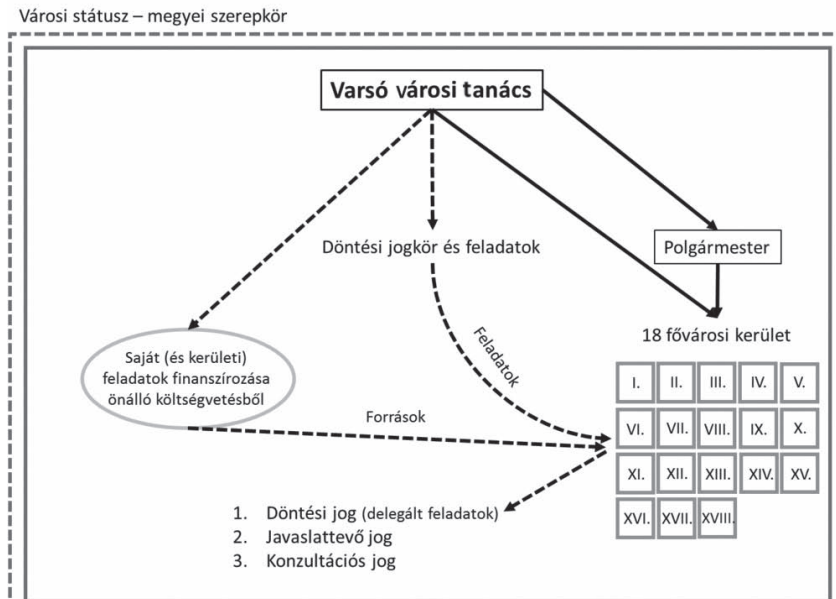 Városi státusz – megyei szerepkör
Varsó városi tanács
Döntési jogkör és feladatok
Polgármester
18 fővárosi kerület
Saját (és kerületi)
feladatok finanszírozása
önálló költségvetésből
Feladatok
Források
I. II. III. IV. V.
VI. VII. VIII. IX. X.
XI. XII. XIII. XIV. XV.
XVI. XVII. XVIII.
1. Döntési jog (delegált feladatok)
2. Javaslattevő jog
3. Konzultációs jog